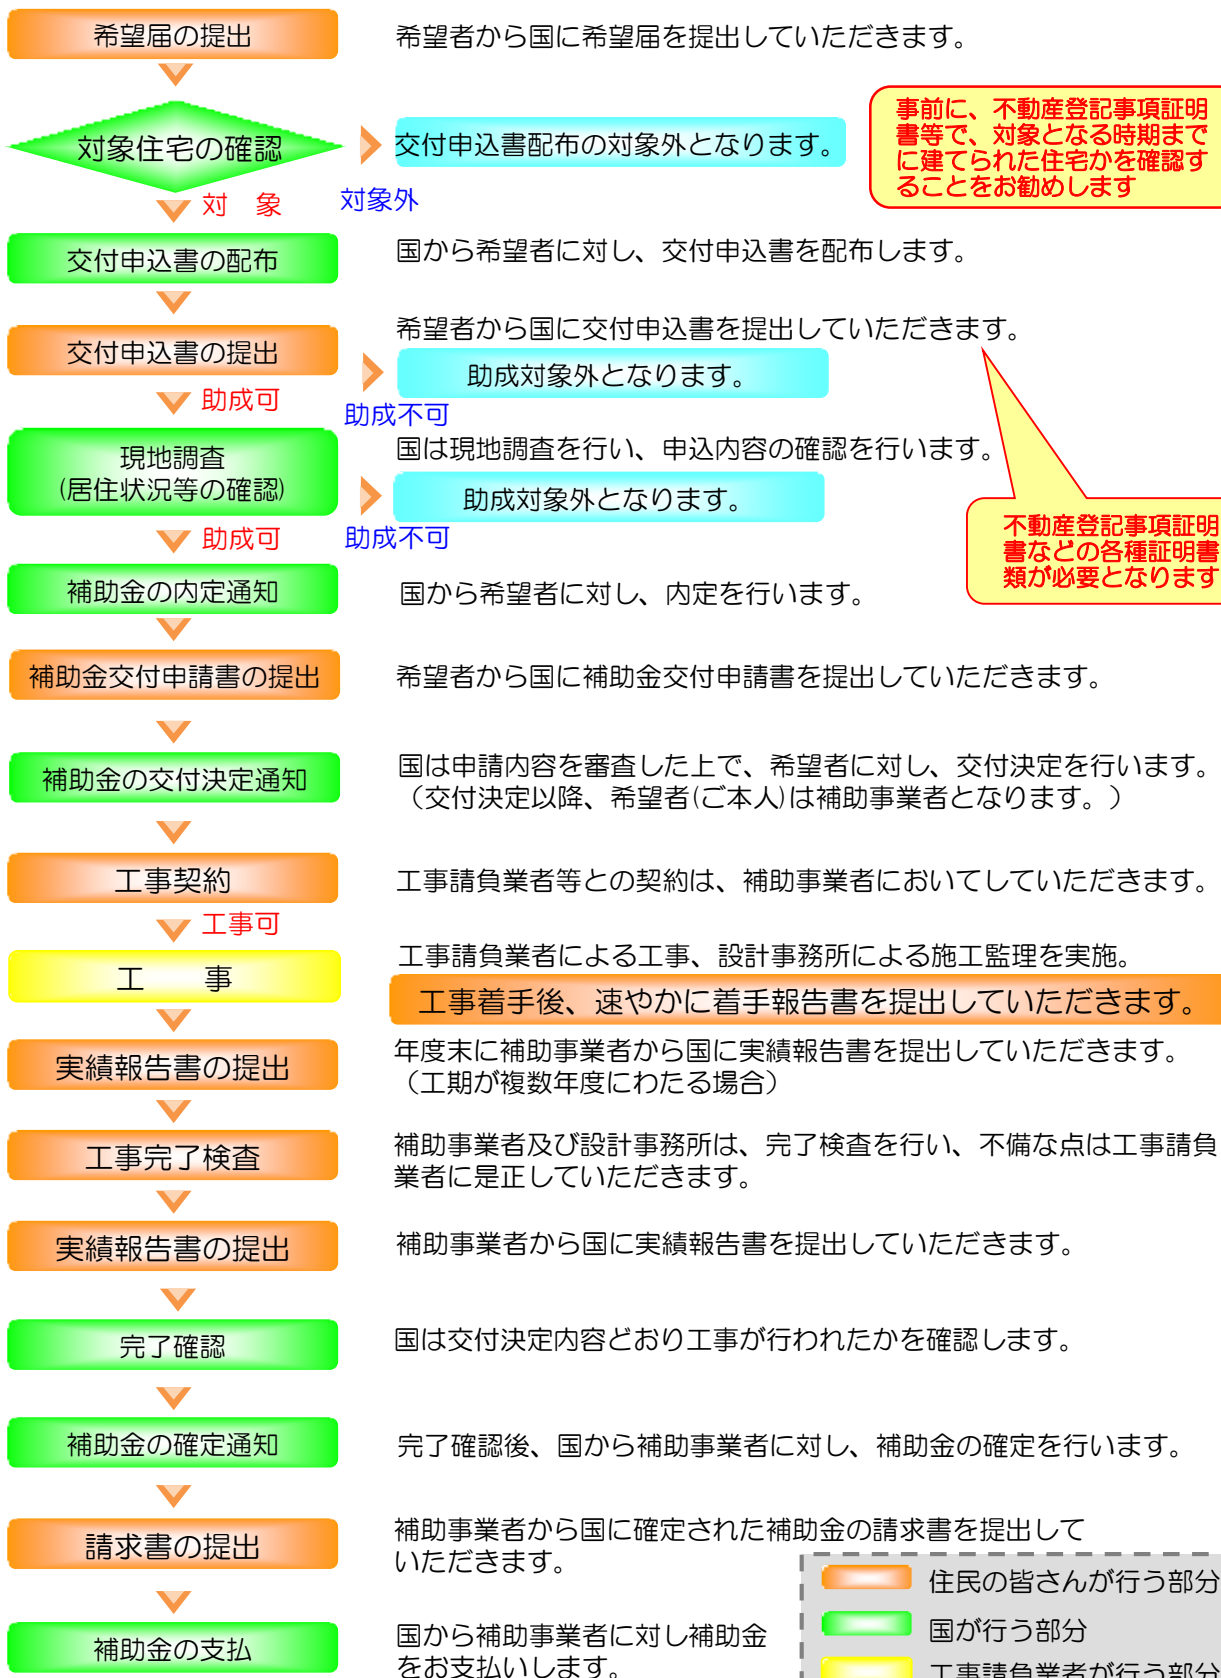 希望届の提出
希望者から国に希望届を提出していただきます。
事前に、不動産登記事項証明
書等で、対象となる時期まで
に建てられた住宅かを確認す
ることをお勧めします
対象住宅の確認
交付申込書配布の対象外となります。
対　象
対象外
交付申込書の配布
国から希望者に対し、交付申込書を配布します。
交付申込書の提出
希望者から国に交付申込書を提出していただきます。
助成対象外となります。
助成可
助成不可
現地調査
(居住状況等の確認)
国は現地調査を行い、申込内容の確認を行います。
助成対象外となります。
不動産登記事項証明
書などの各種証明書
類が必要となります
助成可
助成不可
補助金の内定通知
国から希望者に対し、内定を行います。
補助金交付申請書の提出
希望者から国に補助金交付申請書を提出していただきます。
補助金の交付決定通知
国は申請内容を審査した上で、希望者に対し、交付決定を行います。
（交付決定以降、希望者(ご本人)は補助事業者となります。）
工事契約
工事請負業者等との契約は、補助事業者においてしていただきます。
工事可
工　　事
工事請負業者による工事、設計事務所による施工監理を実施。
工事着手後、速やかに着手報告書を提出していただきます。
実績報告書の提出
年度末に補助事業者から国に実績報告書を提出していただきます。
（工期が複数年度にわたる場合）
工事完了検査
補助事業者及び設計事務所は、完了検査を行い、不備な点は工事請負
業者に是正していただきます。
実績報告書の提出
補助事業者から国に実績報告書を提出していただきます。
完了確認
国は交付決定内容どおり工事が行われたかを確認します。
補助金の確定通知
完了確認後、国から補助事業者に対し、補助金の確定を行います。
請求書の提出
補助事業者から国に確定された補助金の請求書を提出して
いただきます。
補助金の支払
国から補助事業者に対し補助金
をお支払いします。
住民の皆さんが行う部分
国が行う部分
工事請負業者が行う部分